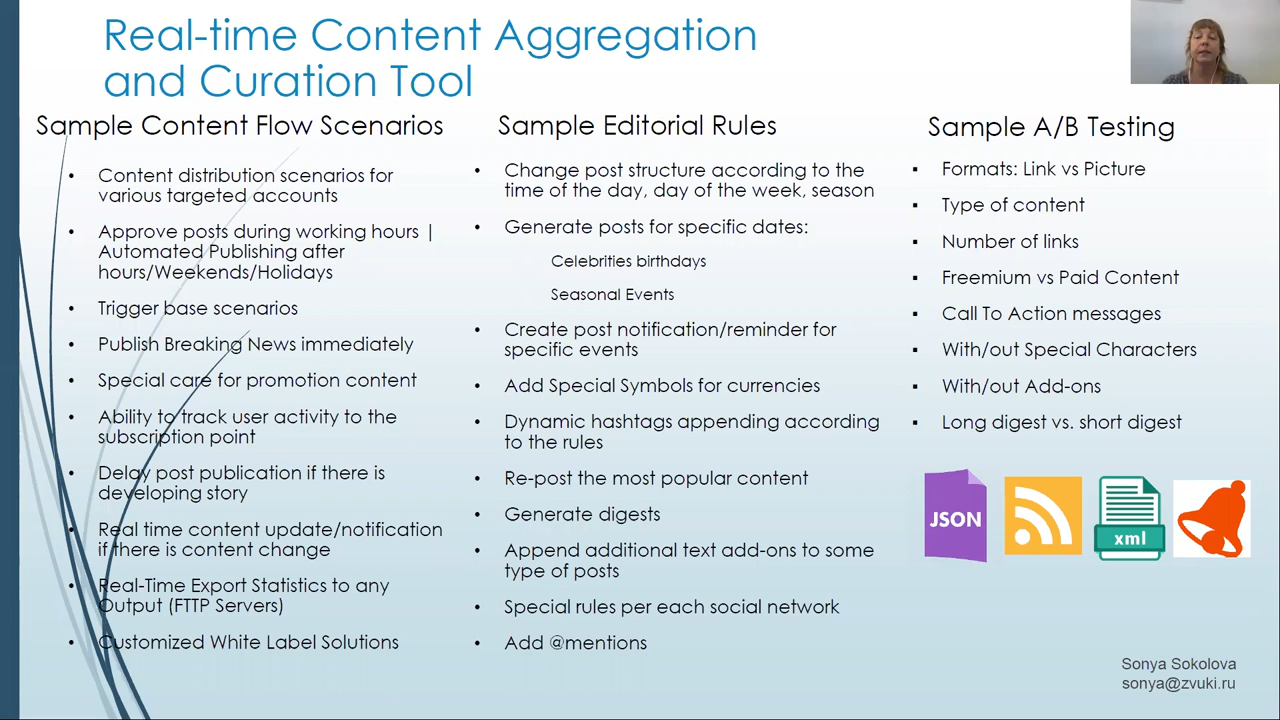 Real-time Content Aggregation
and Curation Tool
Sample Content Flow Scenarios
• Content distribution scenarios for
various targeted accounts
• Approve posts during working hours |
Automated Publishing after
hours/Weekends/Holidays
• Trigger base scenarios
• Publish Breaking News immediately
• Special care for promotion content
• Ability to track user activity to the
subscription point
• Delay post publication if there is
developing story
• Real time content update/notification
if there is content change
• Real-Time Export Statistics to any
Output (FTTP Servers)
• Customized White Label Solutions
Sample Editorial Rules
• Change post structure according to the
time of the day, day of the week, season
• Generate posts for specific dates:
Celebrities birthdays
Seasonal Events
• Create post notification/reminder for
specific events
• Add Special Symbols for currencies
• Dynamic hashtags appending according
to the rules
• Re-post the most popular content
• Generate digests
• Append additional text add-ons to some
type of posts
• Special rules per each social network
• Add @mentions
Sample A/B Testing
▪ Formats: Link vs Picture
▪ Type of content
▪ Number of links
▪ Freemium vs Paid Content
▪ Call To Action messages
▪ With/out Special Characters
▪ With/out Add-ons
▪ Long digest vs. short digest
JSON
xml
Sonya Sokolova
sonya@zvuki.ru